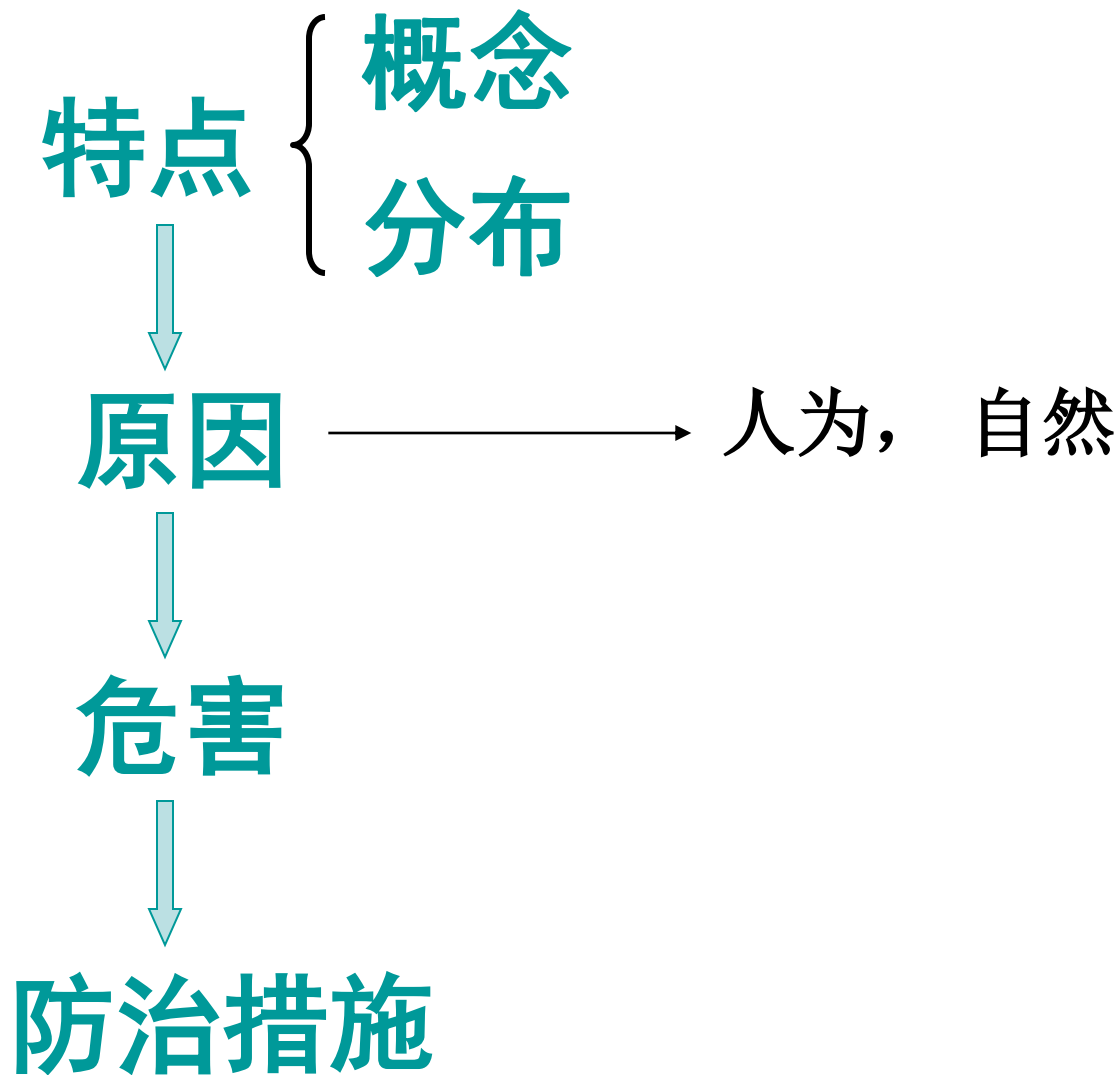 特点
概念
分布
原因
人为， 自然
危害
防治措施